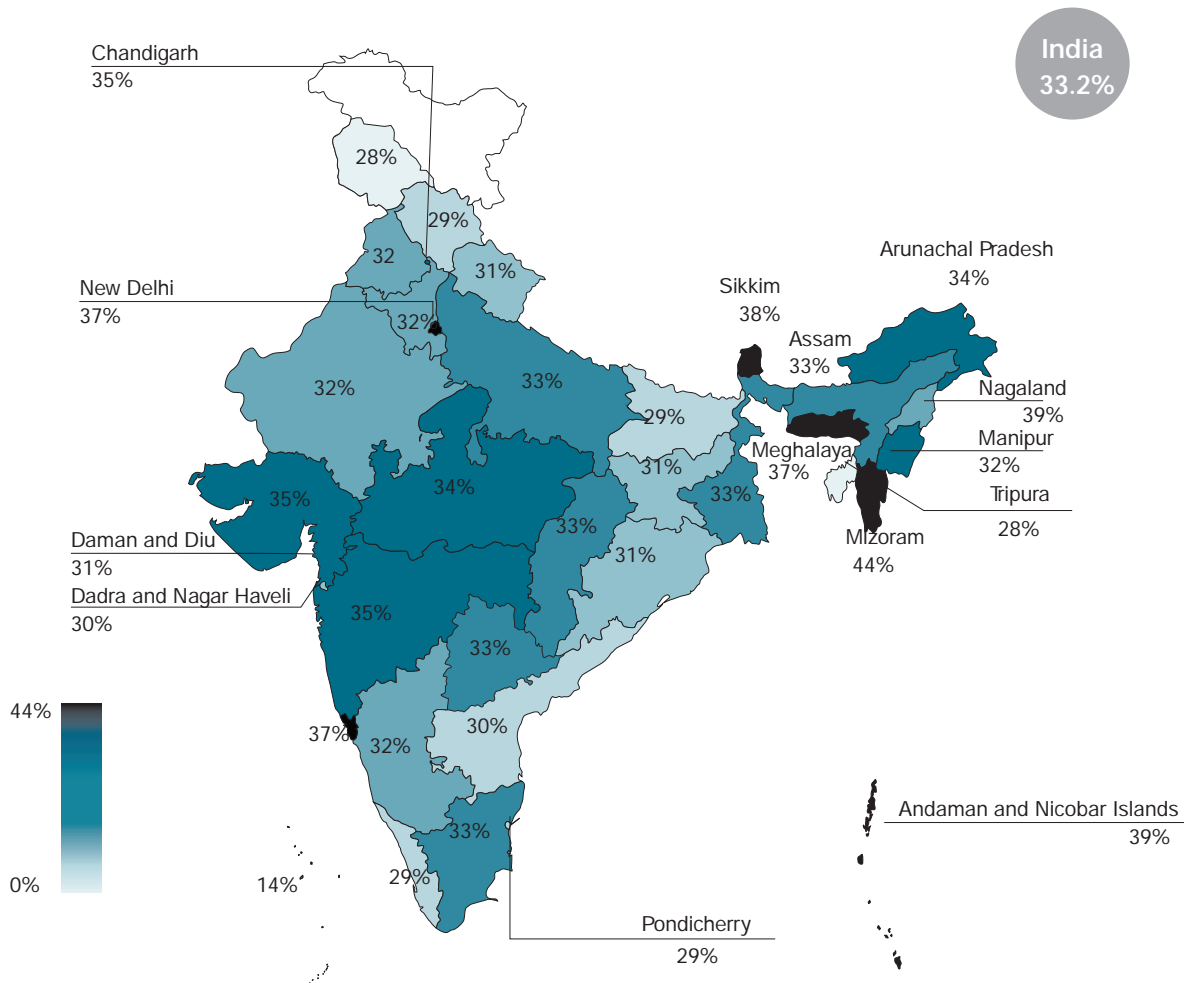 Chandigarh
35%
India
33.2%
28%
29%
32
31%
New Delhi
37%
32%
Arunachal Pradesh
34%
Sikkim
38%
Assam
33%
32%
33%
29%
Nagaland
39%
Manipur
32%
Meghalaya
37%
31%
34%
35%
33%
33%
Tripura
28%
Mizoram
44%
Daman and Diu
31%
31%
Dadra and Nagar Haveli
30%
35%
33%
44%
37%
32%
30%
Andaman and Nicobar Islands
39%
33%
29%
14%
0%
Pondicherry
29%